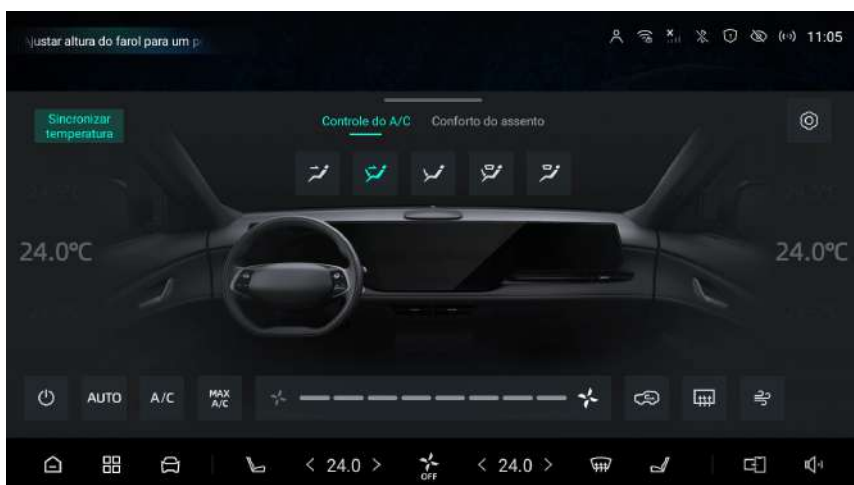 justar altura do farol para um p
11:05
Sincronizar
temperatura
Controle do A/C
Conforto do assento
24.0°C
24.0°C
AUTO
A/C
MAX
A/C
< 24.0 >
OFF
< 24.0 >